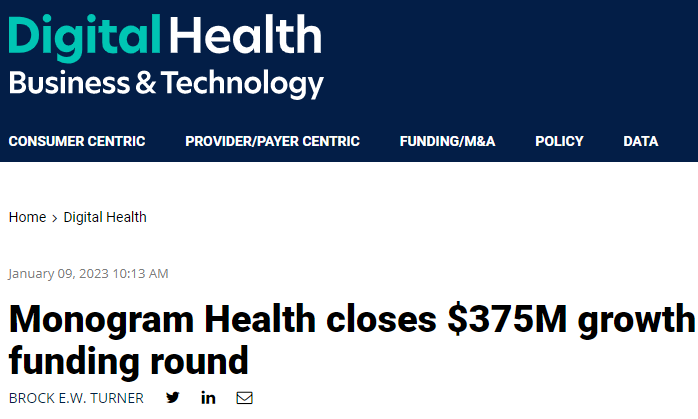 Digital Health
Business & Technology
CONSUMER CENTRIC PROVIDER/PAYER CENTRIC FUNDING/M&A POLICY DATA
Home > Digital Health
January 09, 2023 10:13 AM
Monogram Health closes $375M growth
funding round
BROCK E.W. TURNER